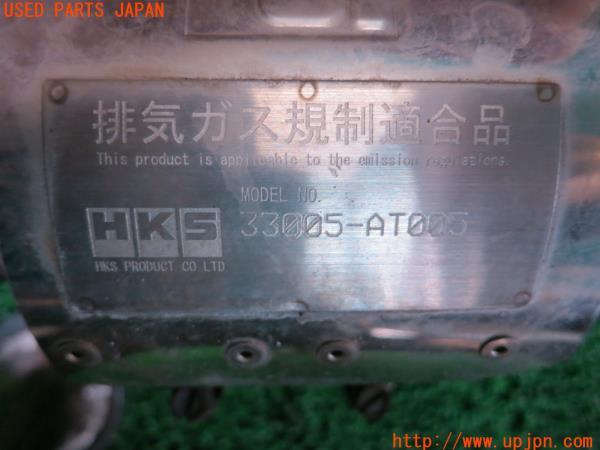 USED PARTS JAPAN
排気ガス規制適合品
This product is applicable to the emission regulations.
MODEL NO.
HKS 33005-AT005
HKS PRODUCT CO LTD
http://www.upjpn.com/